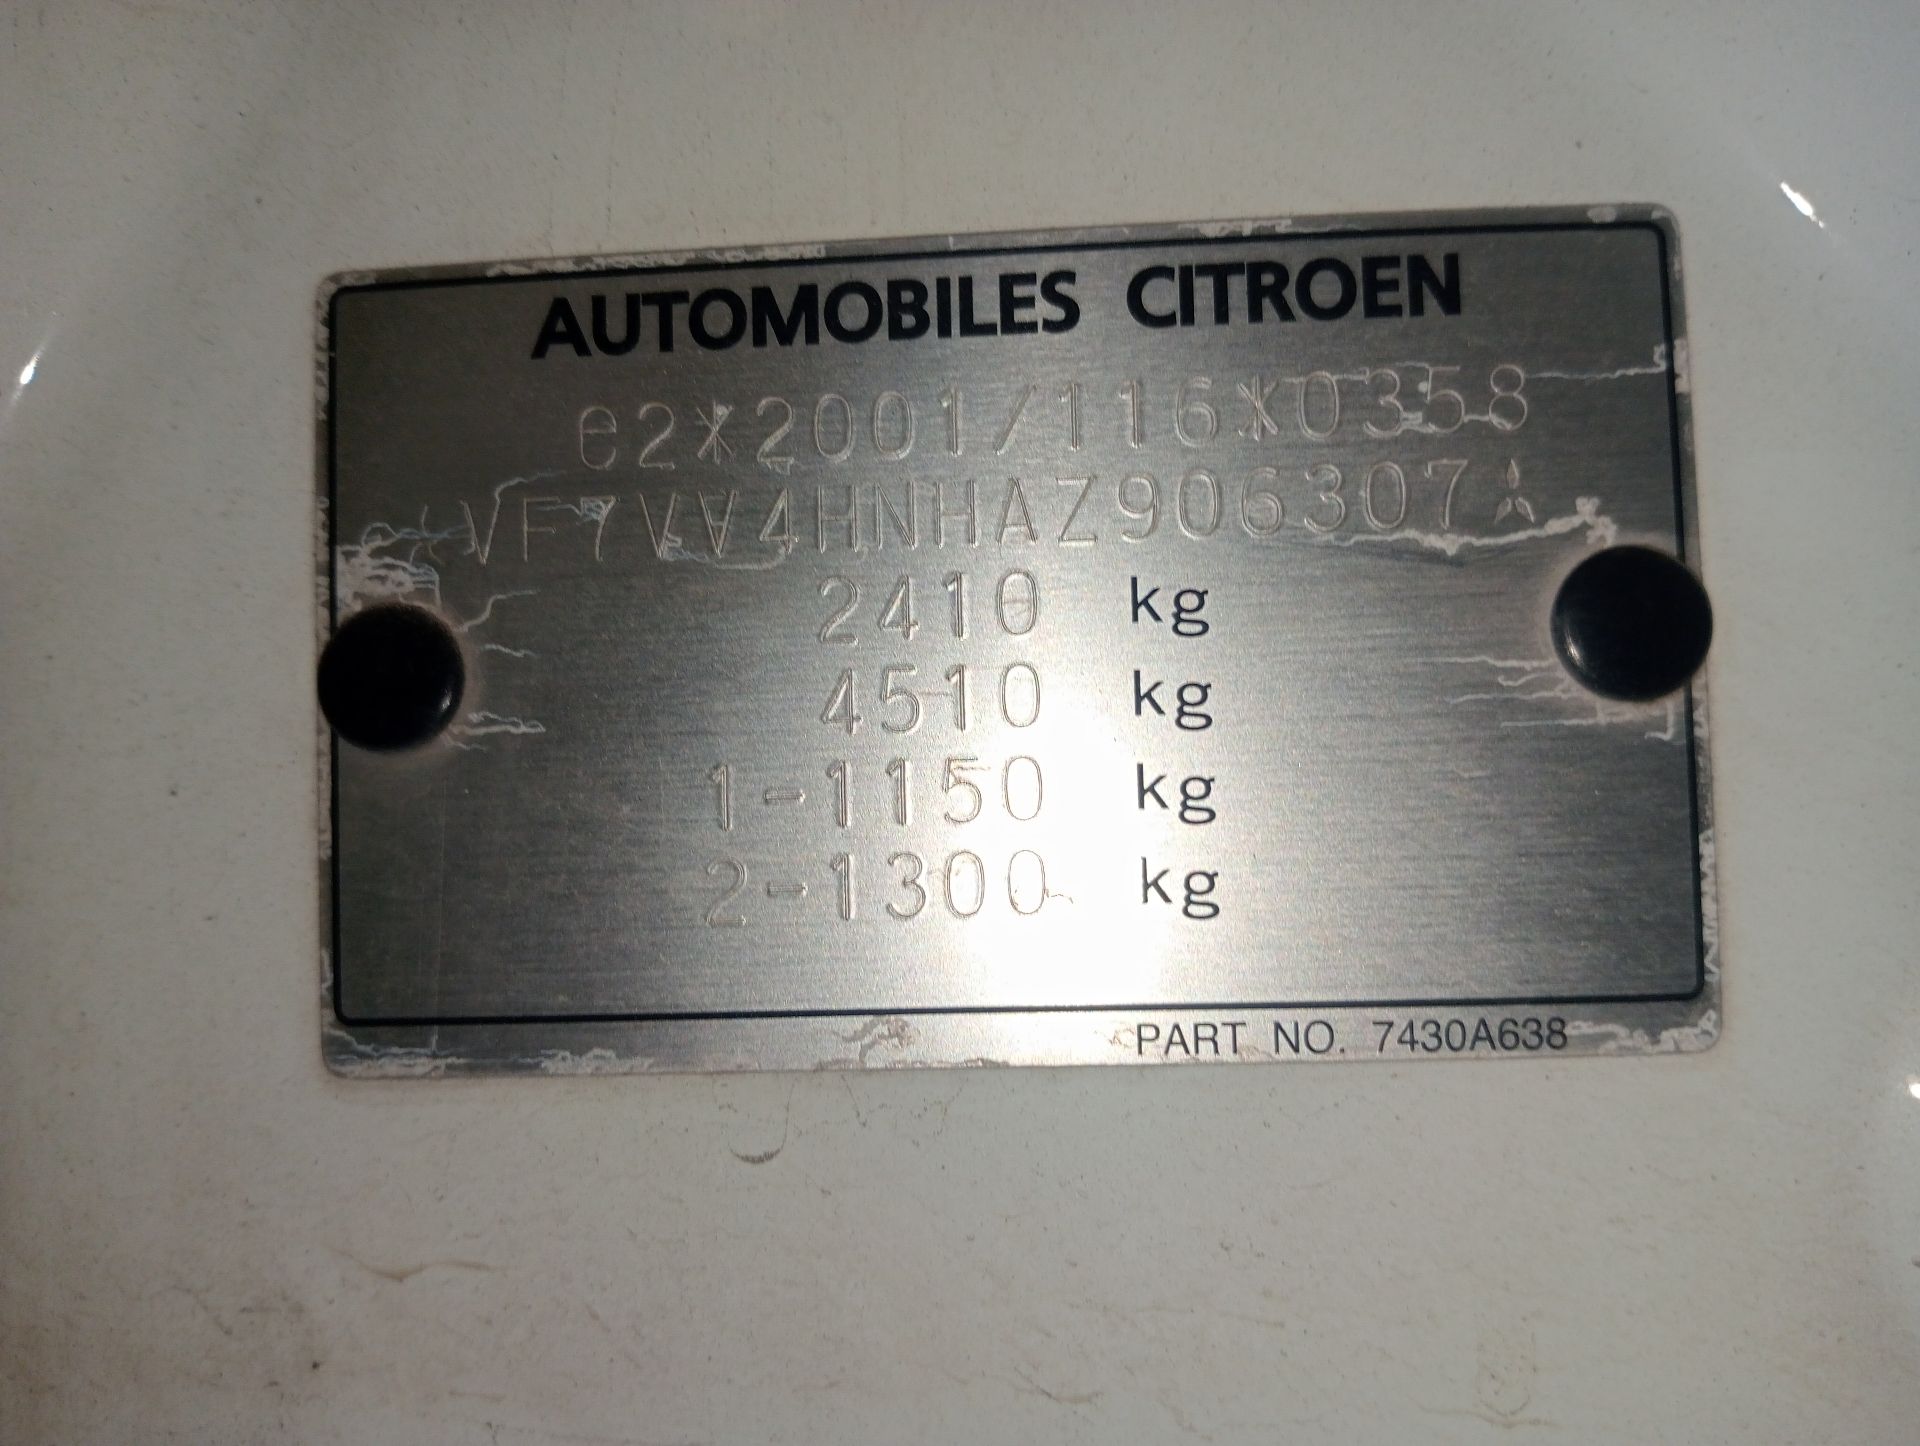 AUTOMOBILES CITROEN
e2*2001/116*0358
VF7VV4HNHAZ906307
2410 kg
4510 kg
1-1150 kg
2-1300 kg
PART NO. 7430A638